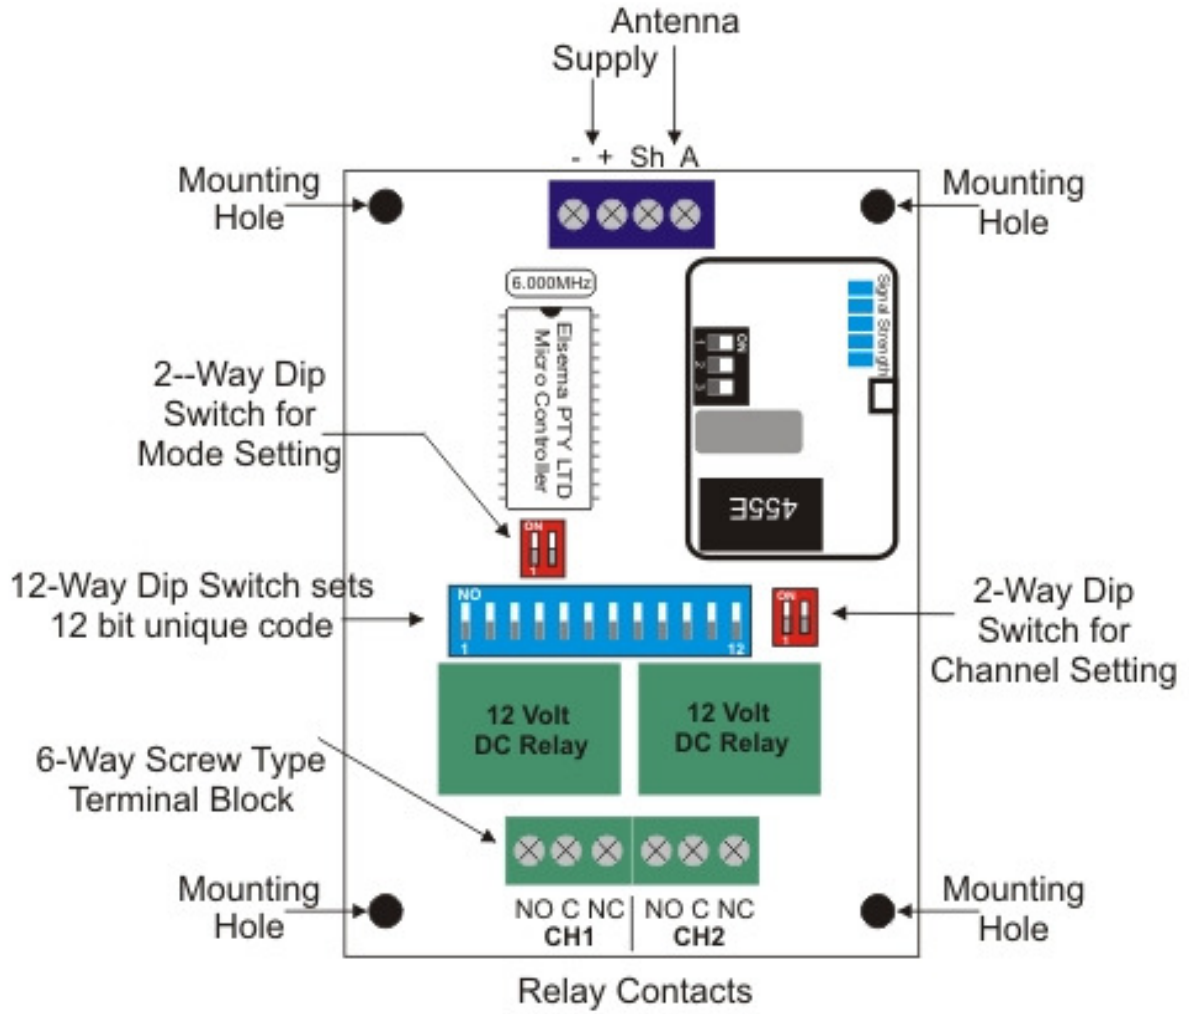 Antenna
Supply
- + Sh A
Mounting
Hole
Mounting
Hole
6.000MHz
Elsema PTY LTD
Micro Controller
Signal Strength
ON
1
2
3
455E
2--Way Dip
Switch for
Mode Setting
ON
1
12-Way Dip Switch sets
12 bit unique code
NO
1
12
ON
1
2-Way Dip
Switch for
Channel Setting
12 Volt
DC Relay
12 Volt
DC Relay
6-Way Screw Type
Terminal Block
Mounting
Hole
Mounting
Hole
NO C NC NO C NC
CH1 CH2
Relay Contacts